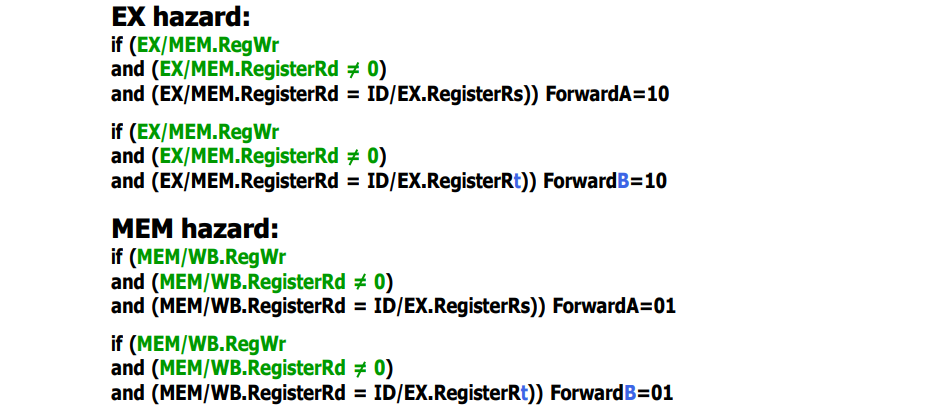 EX hazard:
if (EX/MEM.RegWr
and (EX/MEM.RegisterRd ≠ 0)
and (EX/MEM.RegisterRd = ID/EX.RegisterRs)) ForwardA=10
if (EX/MEM.RegWr
and (EX/MEM.RegisterRd ≠ 0)
and (EX/MEM.RegisterRd = ID/EX.RegisterRt)) ForwardB=10
MEM hazard:
if (MEM/WB.RegWr
and (MEM/WB.RegisterRd ≠ 0)
and (MEM/WB.RegisterRd = ID/EX.RegisterRs)) ForwardA=01
if (MEM/WB.RegWr
and (MEM/WB.RegisterRd ≠ 0)
and (MEM/WB.RegisterRd = ID/EX.RegisterRt)) ForwardB=01